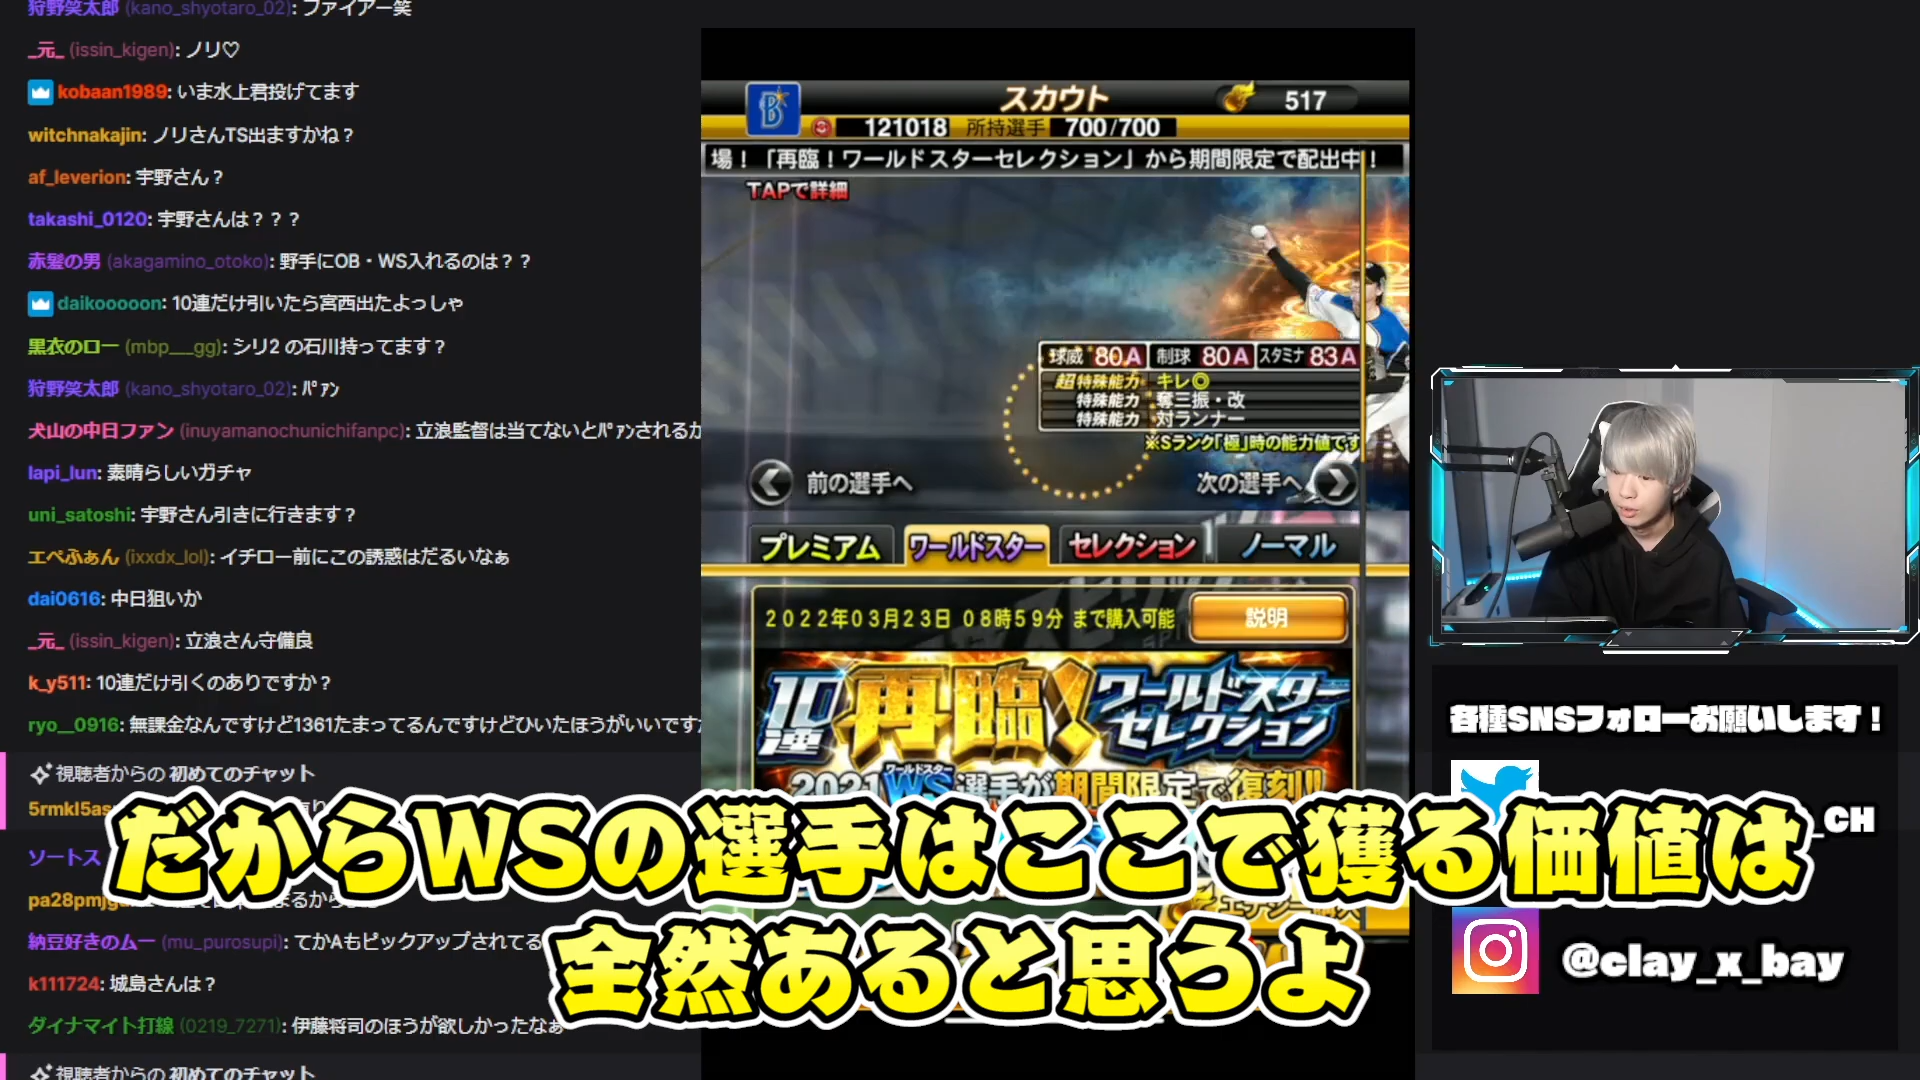 狩野笑太郎 (kano_shyotaro_02): ファイアー笑
_元_ (issin_kigen): ノリ♡
kobaan1989: いま水上君投げてます
witchnakajin: ノリさんTS出ますかね？
af_leverion: 宇野さん？
takashi_0120: 宇野さんは？？？
赤髪の男 (akagamino_otoko): 野手にOB・WS入れるのは？？
daikooooon: 10連だけ引いたら宮西出たよっしゃ
黒衣のロー (mbp__gg): シリ2 の石川持ってます？
狩野笑太郎 (kano_shyotaro_02): ﾊﾟｧﾝ
犬山の中日ファン (inuyamanochunichifanpc): 立浪監督は当てないとﾊﾟｧﾝされるか
lapi_lun: 素晴らしいガチャ
uni_satoshi: 宇野さん引きに行きます？
エペふぁん (ixxdx_lol): イチロー前にこの誘惑はだるいなぁ
dai0616: 中日狙いか
_元_ (issin_kigen): 立浪さん守備良
k_y511: 10連だけ引くのありですか？
ryo__0916: 無課金なんですけど1361たまってるんですけどひいたほうがいいです
視聴者からの 初めてのチャット
5rmkl5as
ソートス
pa28pmjg
納豆好きのムー (mu_purosupi): てかAもピックアップされてる
k111724: 城島さんは？
ダイナマイト打線 (0219_7271): 伊藤将司のほうが欲しかったなぁ
視聴者からの 初めてのチャット
B
スカウト
517
121018 所持選手 700/700
場！「再臨！ワールドスターセレクション」から期間限定で配出中！
TAPで詳細
球威 80A 制球 80A スタミナ 83A
超特殊能力 キレ◎
特殊能力 奪三振・改
特殊能力 対ランナー
※Sランク「極」時の能力値です
前の選手へ
次の選手へ
プレミアム ワールドスター セレクション ノーマル
2022年03月23日 08時59分 まで購入可能
説明
10連 再臨！ワールドスターセレクション
ワールドスター
2021WS選手が期間限定で復刻!!
だからWSの選手はここで獲る価値は
全然あると思うよ
各種SNSフォローお願いします！
_CH
@clay_x_bay